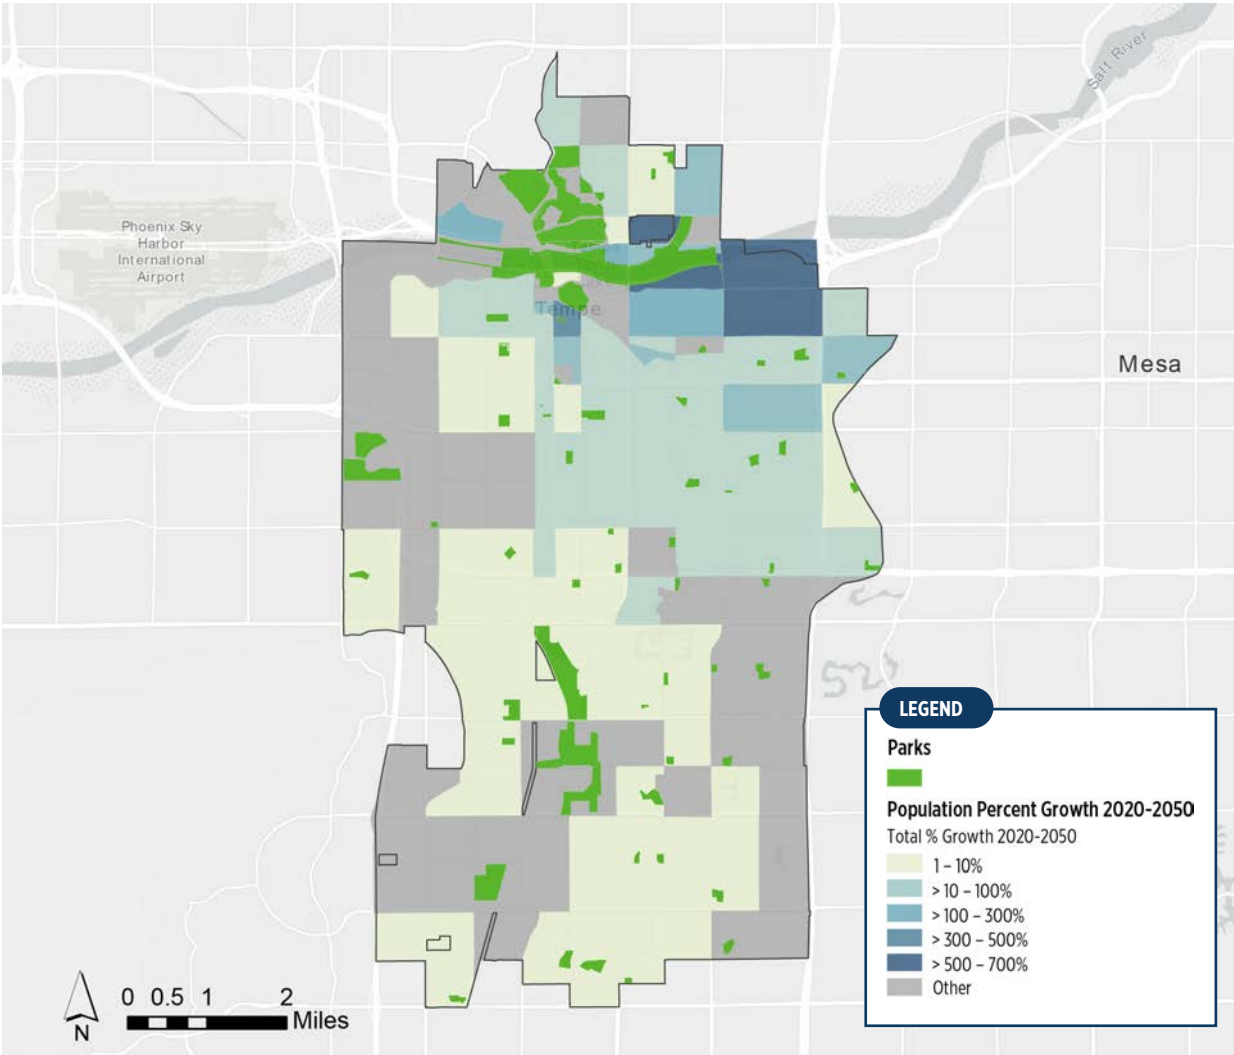 Salt River
Phoenix Sky
Harbor
International
Airport
Tempe
Mesa
LEGEND
Parks
Population Percent Growth 2020-2050
Total % Growth 2020-2050
1 – 10%
> 10 – 100%
> 100 – 300%
> 300 – 500%
> 500 – 700%
Other
N
0 0.5 1 2
Miles